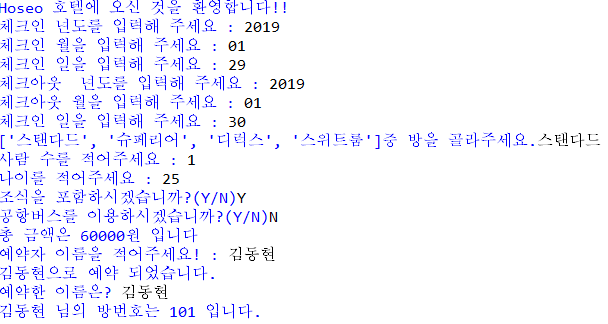 Hoseo 호텔에 오신 것을 환영합니다!!
체크인 년도를 입력해 주세요 : 2019
체크인 월을 입력해 주세요 : 01
체크인 일을 입력해 주세요 : 29
체크아웃  년도를 입력해 주세요 : 2019
체크아웃 월을 입력해 주세요 : 01
체크인 일을 입력해 주세요 : 30
['스탠다드', '슈페리어', '디럭스', '스위트룸']중 방을 골라주세요.스탠다드
사람 수를 적어주세요 : 1
나이를 적어주세요 : 25
조식을 포함하시겠습니까?(Y/N)Y
공항버스를 이용하시겠습니까?(Y/N)N
총 금액은 60000원 입니다
예약자 이름을 적어주세요! : 김동현
김동현으로 예약 되었습니다.
예약한 이름은? 김동현
김동현 님의 방번호는 101 입니다.